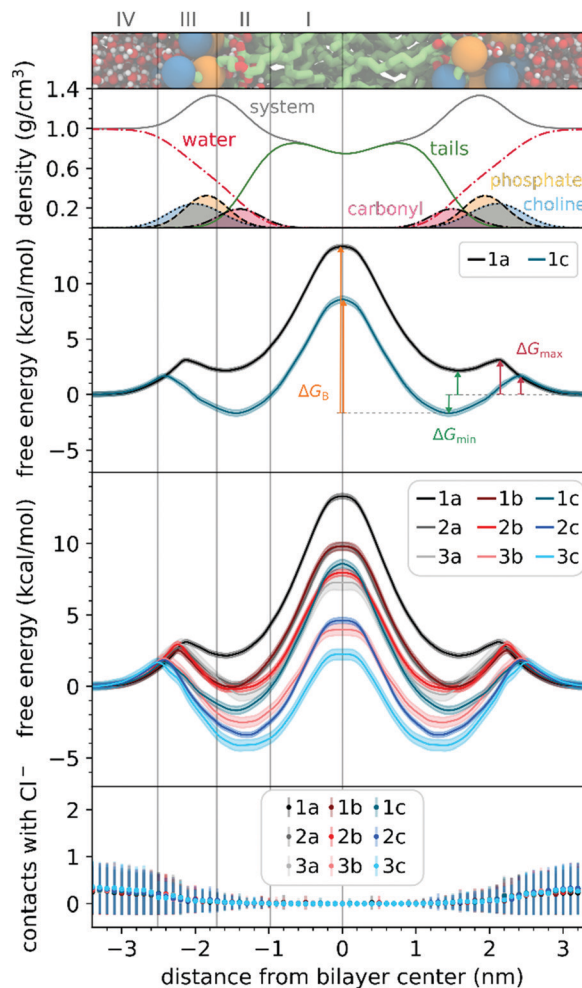 IV III II I
density (g/cm³)
1.4
1.0
0.6
0.2
system
water
tails
phosphate
carbonyl
choline
free energy (kcal/mol)
10
5
0
−5
1a 1c
ΔG_B
ΔG_max
ΔG_min
free energy (kcal/mol)
10
5
0
−5
1a 1b 1c
2a 2b 2c
3a 3b 3c
contacts with Cl⁻
2
1
0
1a 1b 1c
2a 2b 2c
3a 3b 3c
−3 −2 −1 0 1 2 3
distance from bilayer center (nm)